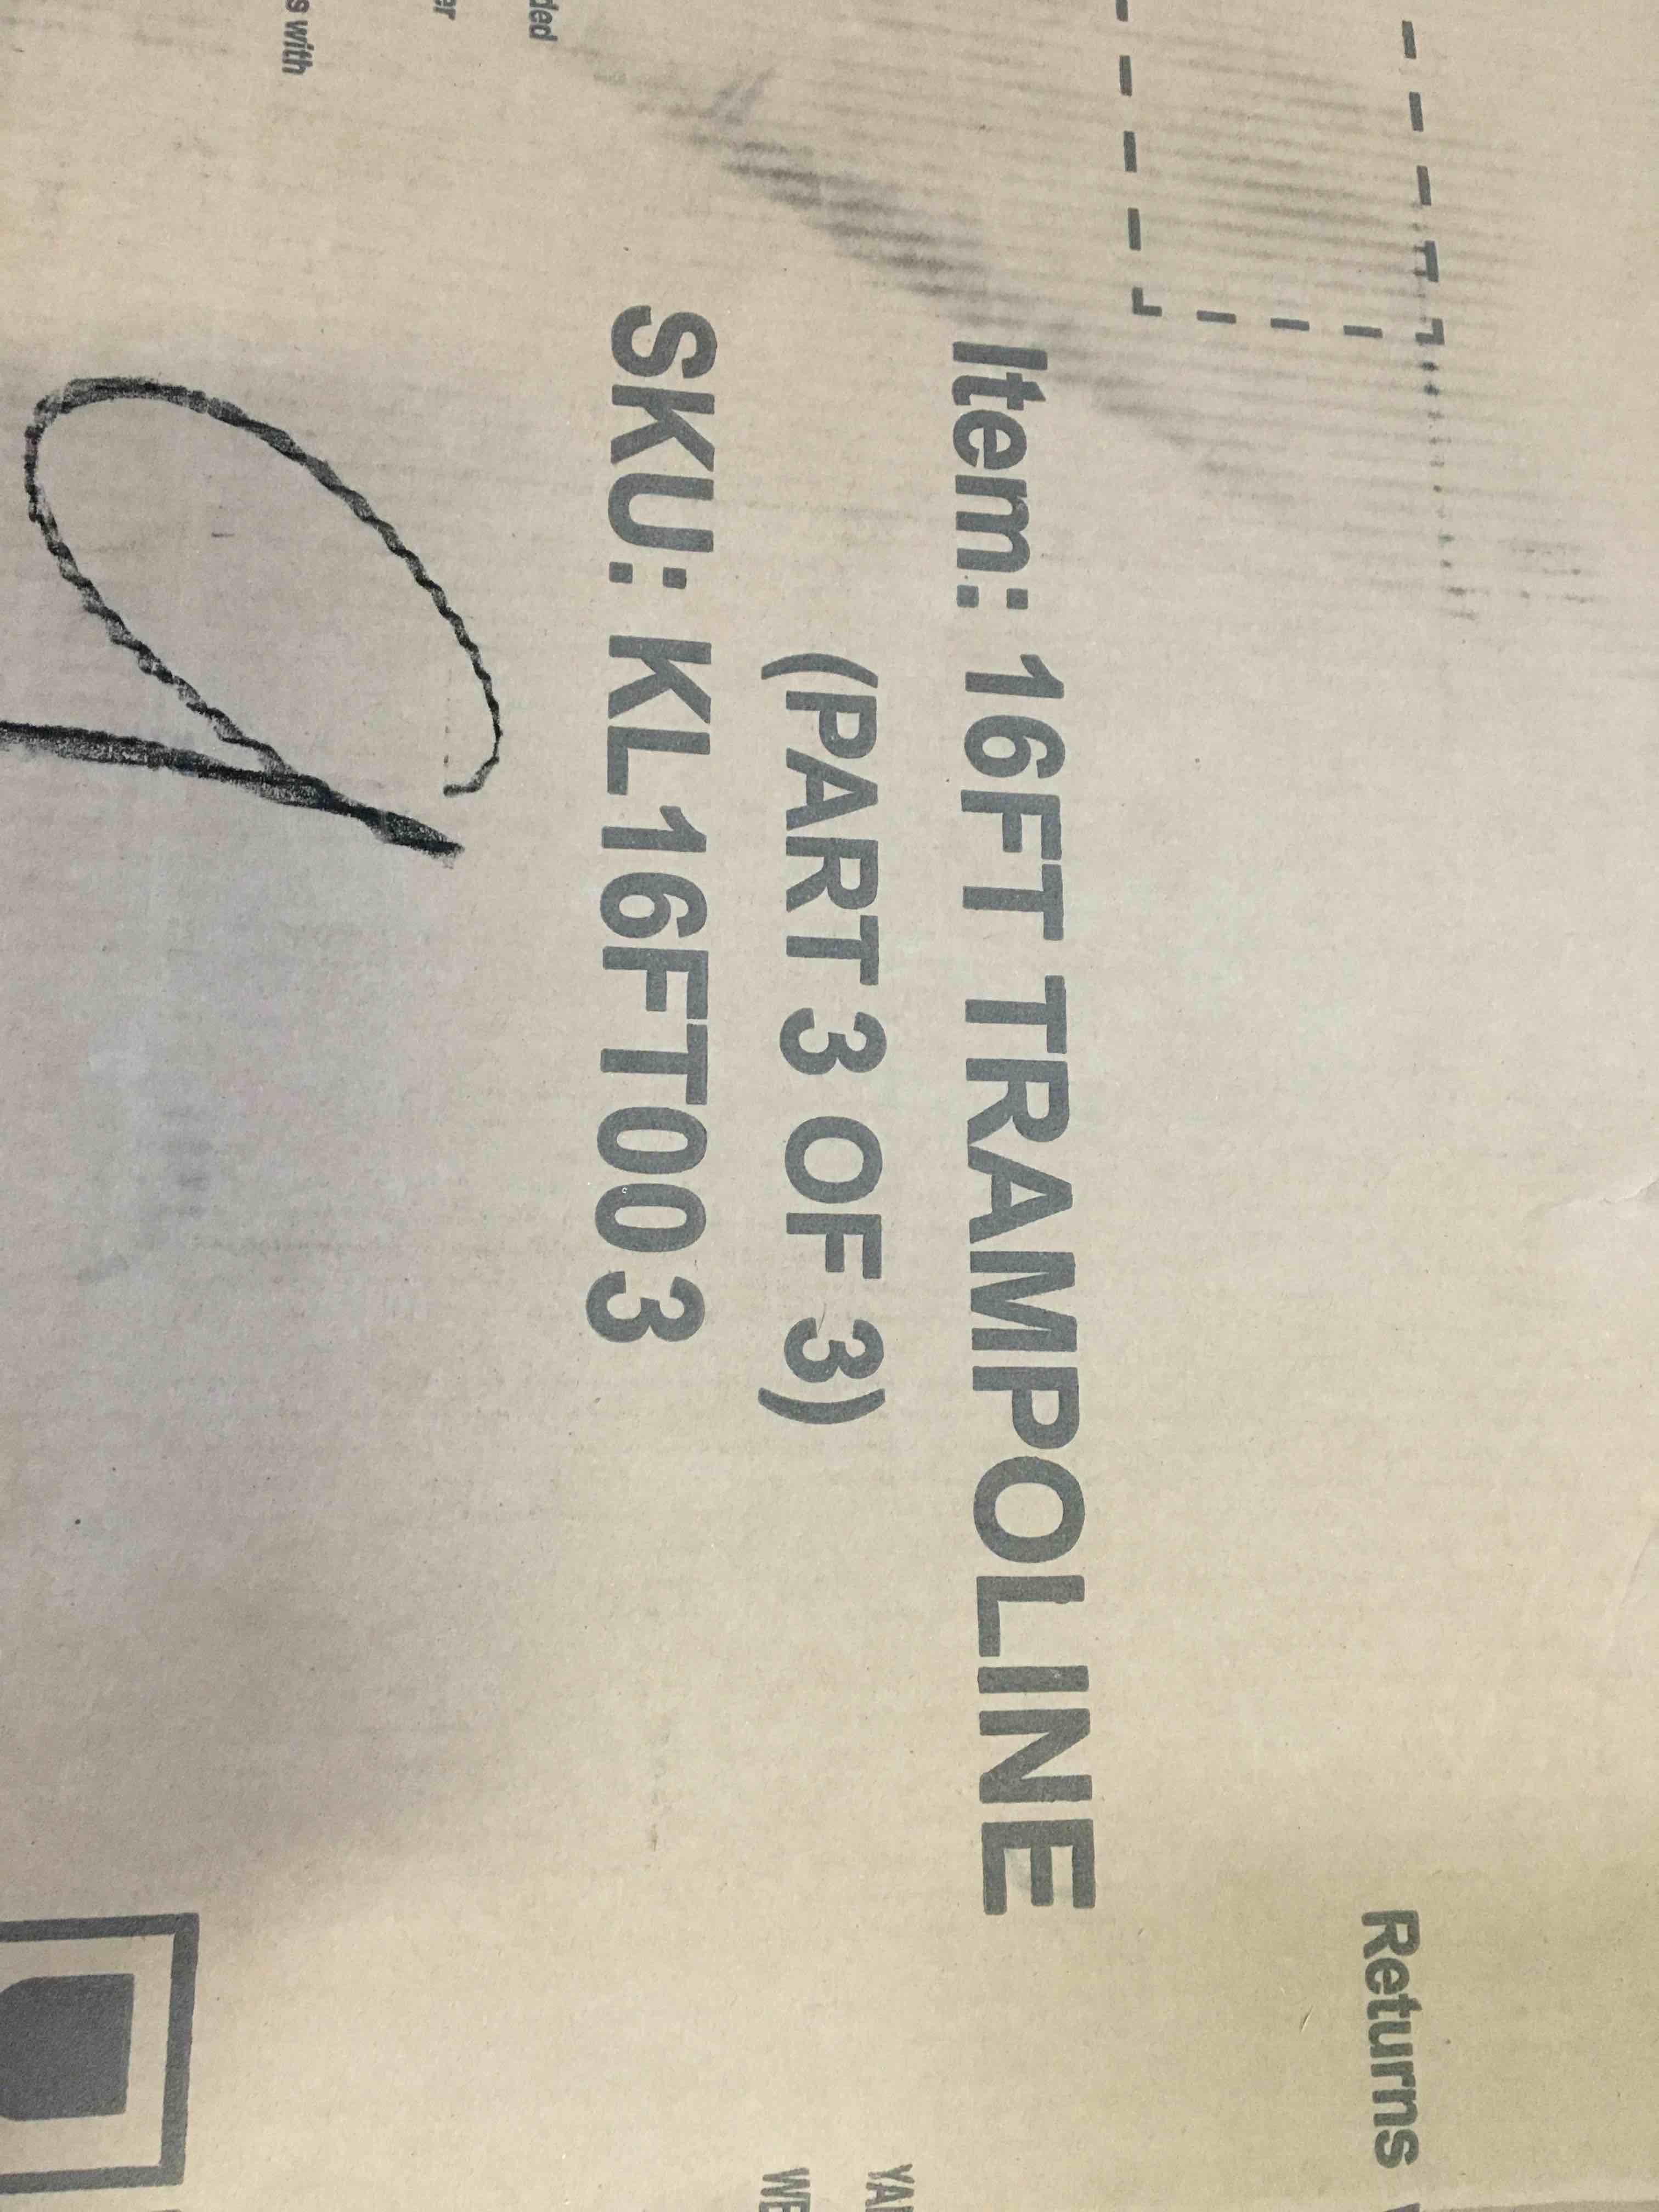 Returns
Item: 16FT TRAMPOLINE
(PART 3 OF 3)
SKU: KL16FT003
s with